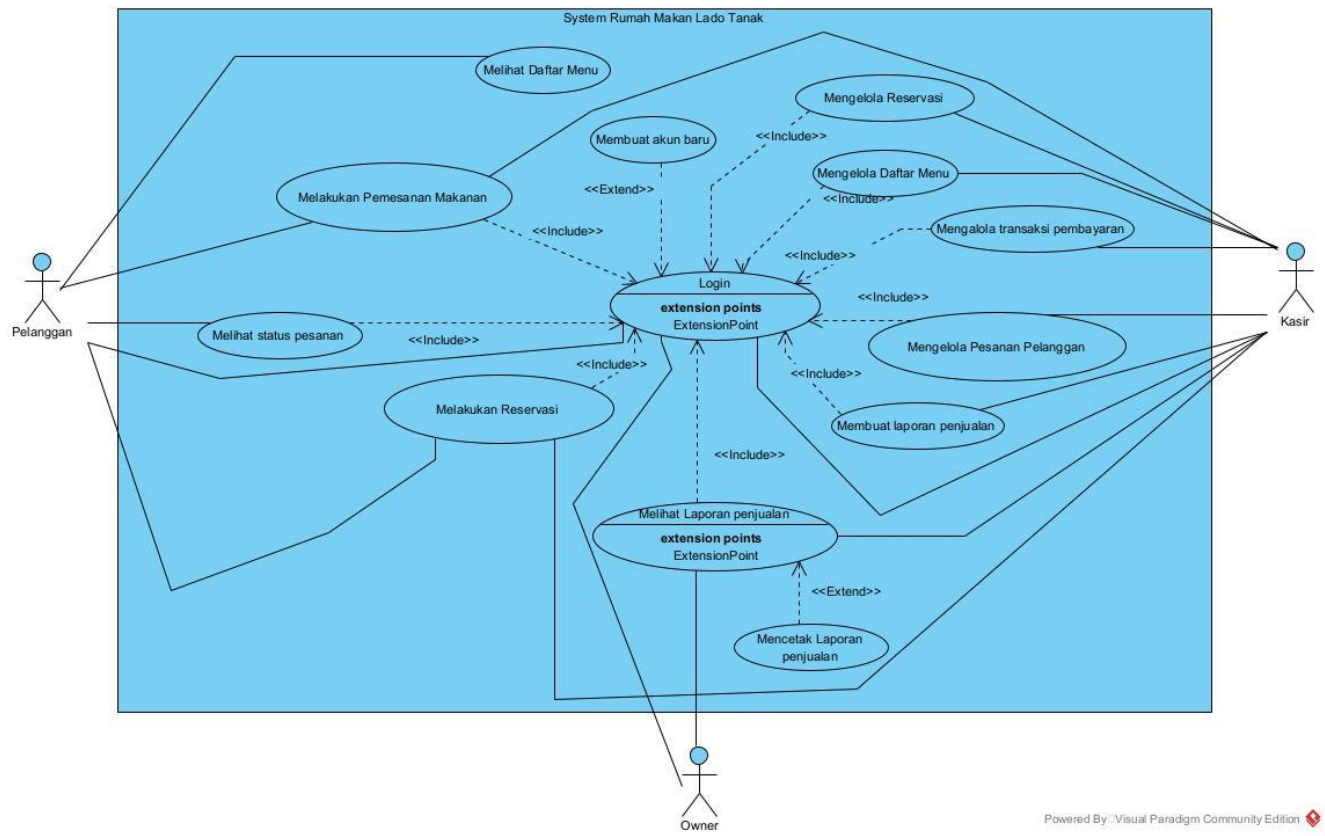 System Rumah Makan Lado Tanak
Melihat Daftar Menu
Mengelola Reservasi
<<Include>>
Membuat akun baru
<<Extend>>
Mengelola Daftar Menu
<<Include>>
Melakukan Pemesanan Makanan
<<Include>>
Mengalola transaksi pembayaran
<<Include>>
Login
extension points
ExtensionPoint
<<Include>>
Pelanggan
Kasir
Melihat status pesanan
<<Include>>
Mengelola Pesanan Pelanggan
<<Include>>
<<Include>>
Melakukan Reservasi
Membuat laporan penjualan
<<Include>>
Melihat Laporan penjualan
extension points
ExtensionPoint
<<Extend>>
Mencetak Laporan
penjualan
Owner
Powered By Visual Paradigm Community Edition